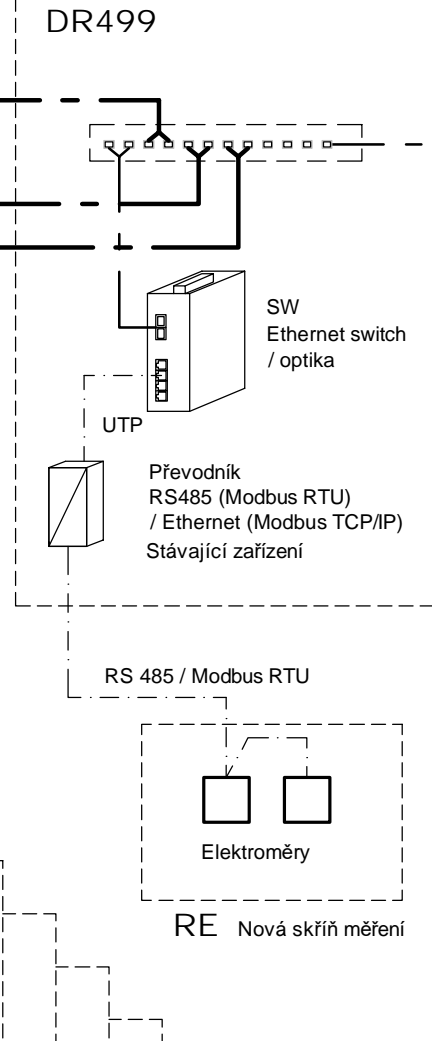 DR499
SW
Ethernet switch
/ optika
UTP
Převodník
RS485 (Modbus RTU)
/ Ethernet (Modbus TCP/IP)
Stávající zařízení
RS 485 / Modbus RTU
Elektroměry
RE Nová skříň měření